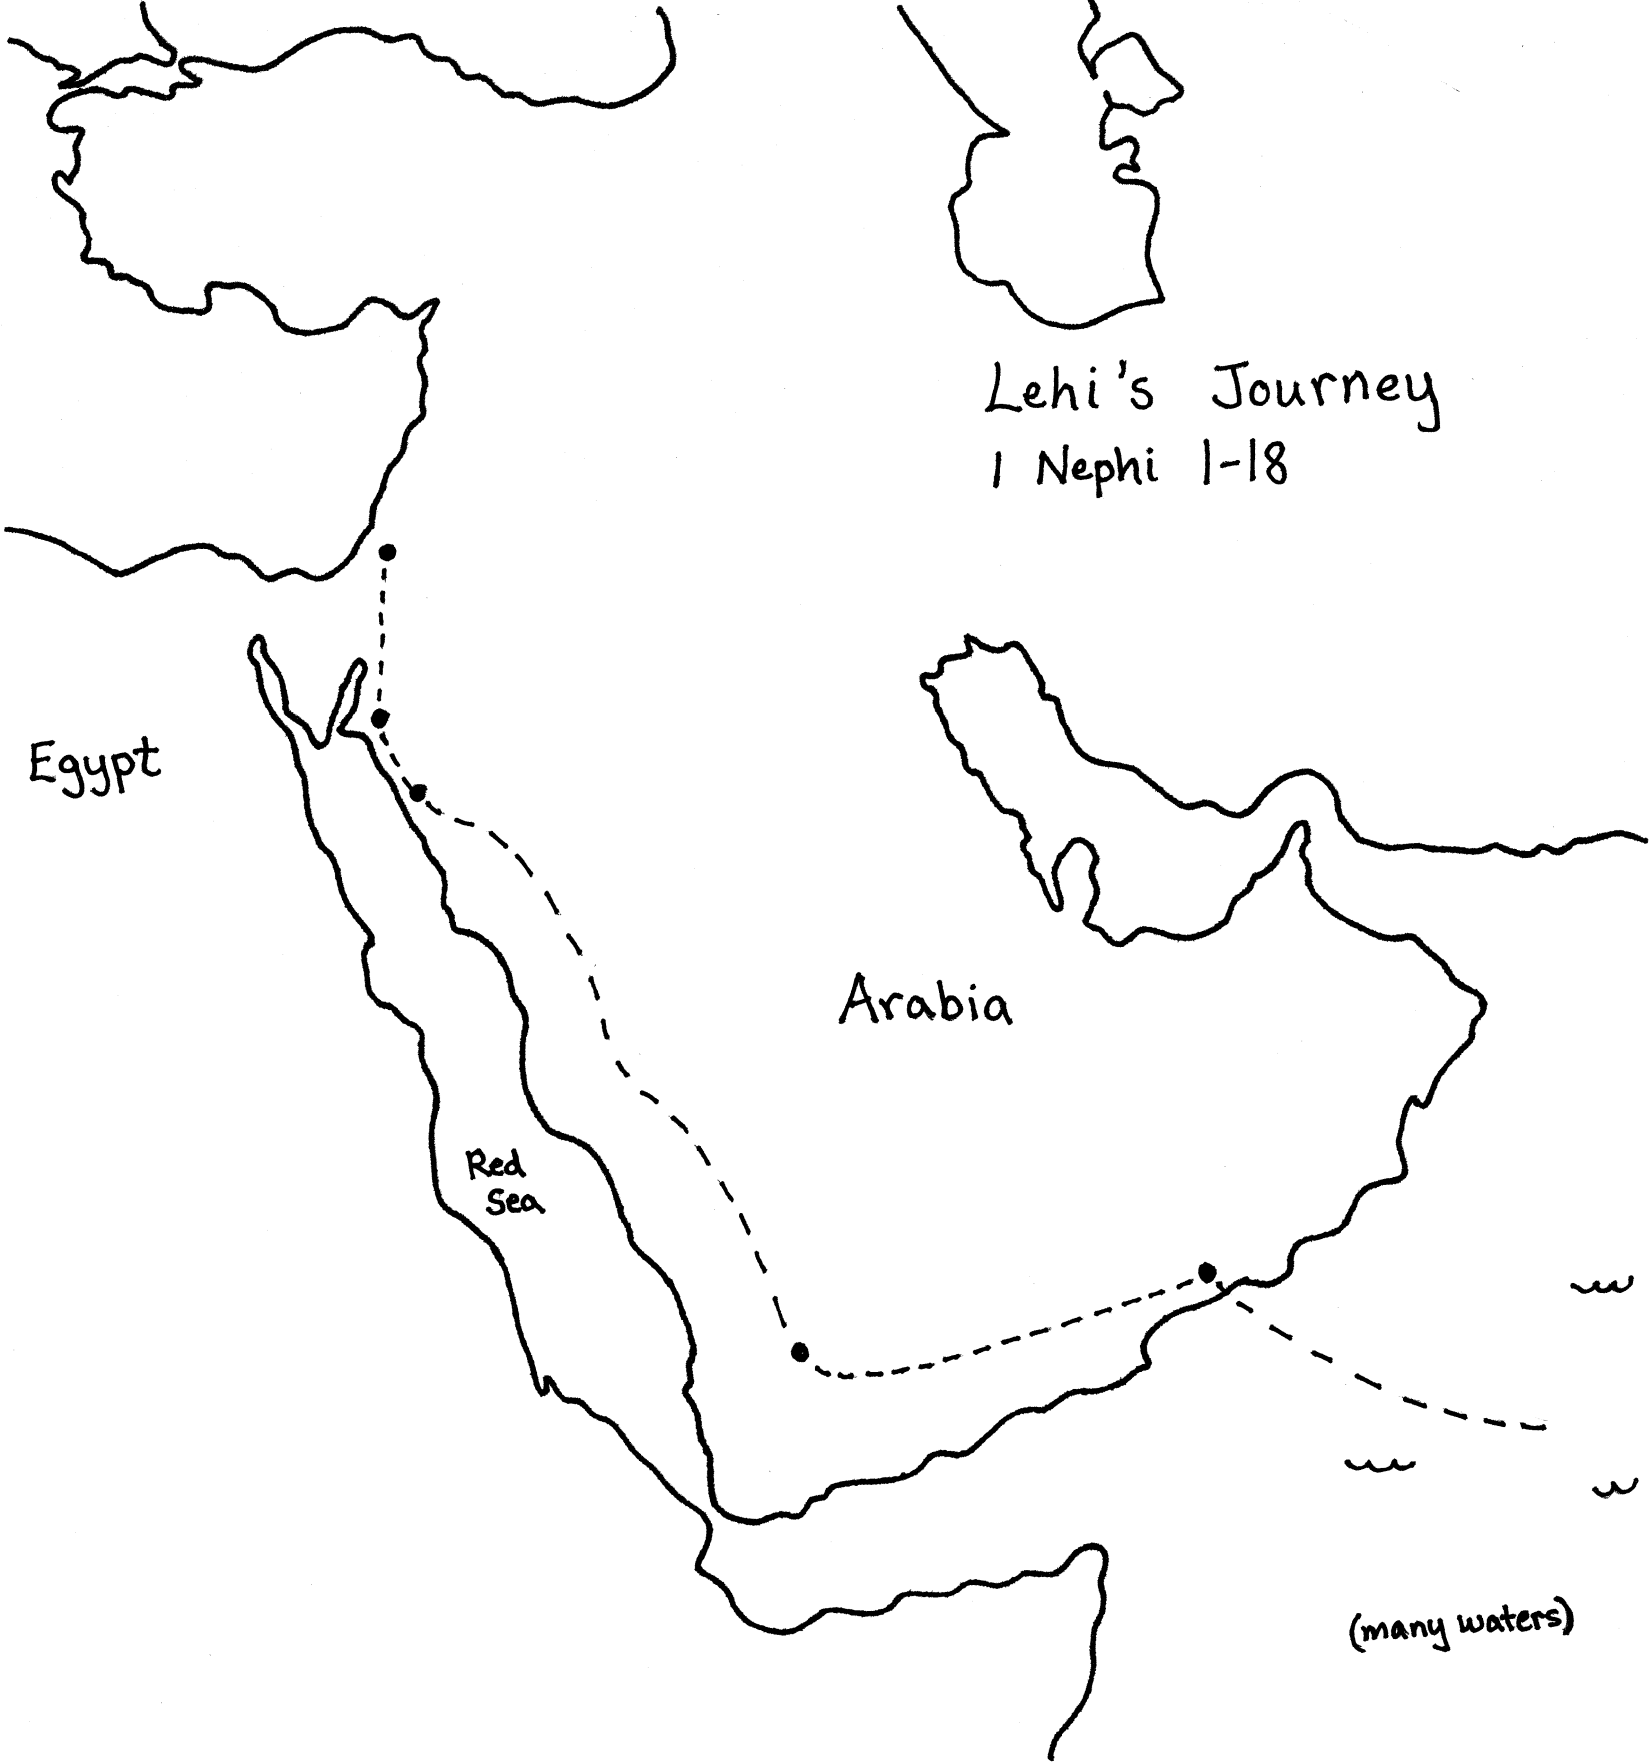 Lehi's Journey
1 Nephi 1-18
Egypt
Arabia
Red
Sea
(many waters)